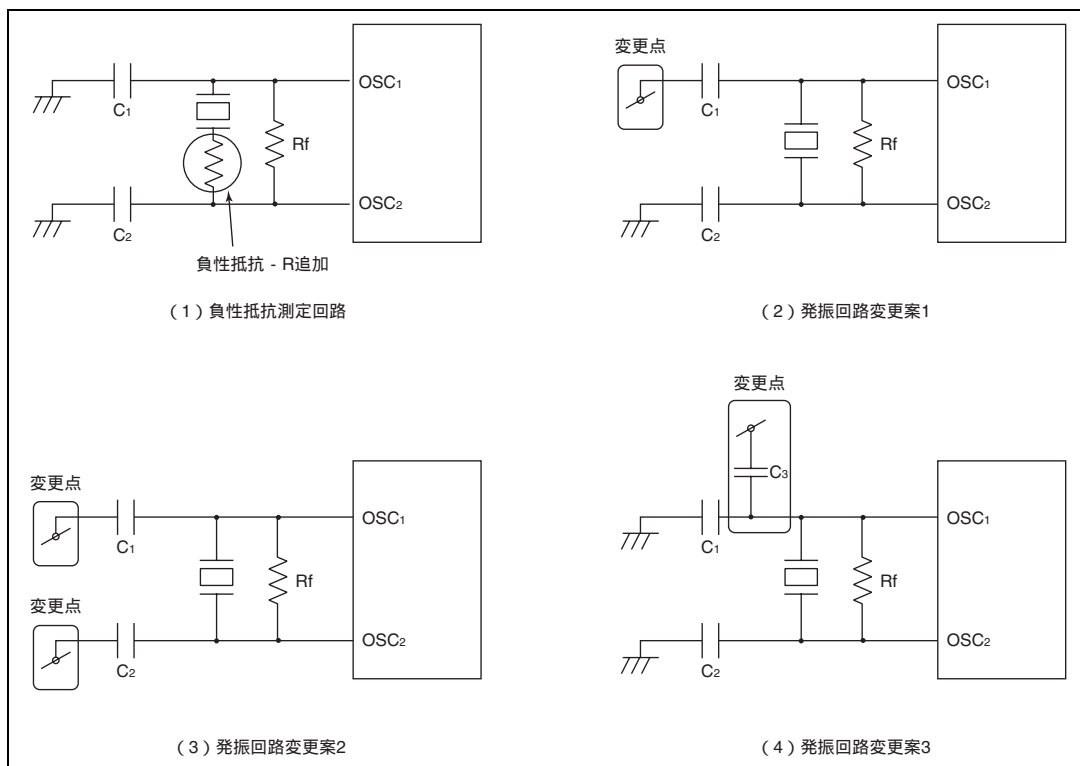 OSC1
C1
Rf
OSC2
C2
負性抵抗 - R追加
（1）負性抵抗測定回路
変更点
OSC1
C1
Rf
OSC2
C2
（2）発振回路変更案1
変更点
OSC1
C1
Rf
変更点
OSC2
C2
（3）発振回路変更案2
変更点
C3
OSC1
C1
Rf
OSC2
C2
（4）発振回路変更案3